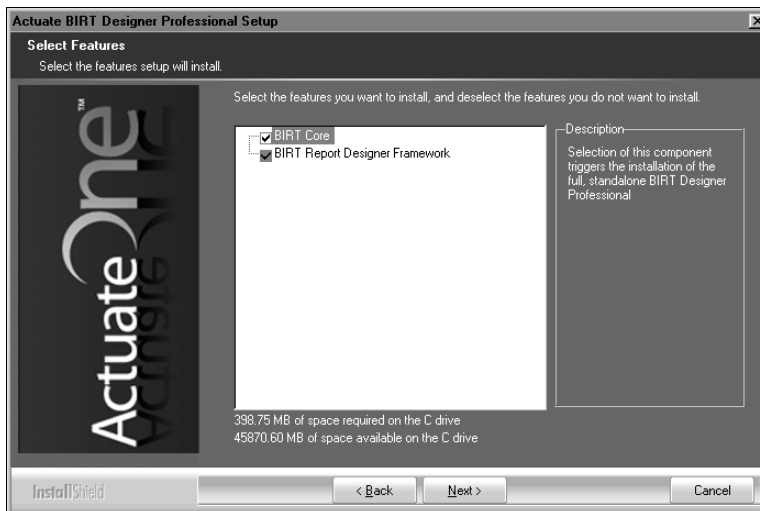 Actuate BIRT Designer Professional Setup
Select Features
Select the features setup will install.
Select the features you want to install, and deselect the features you do not want to install.
BIRT Core
BIRT Report Designer Framework
Description
Selection of this component
triggers the installation of the
full, standalone BIRT Designer
Professional
ActuateOne™
398.75 MB of space required on the C drive
45870.60 MB of space available on the C drive
InstallShield
< Back
Next >
Cancel